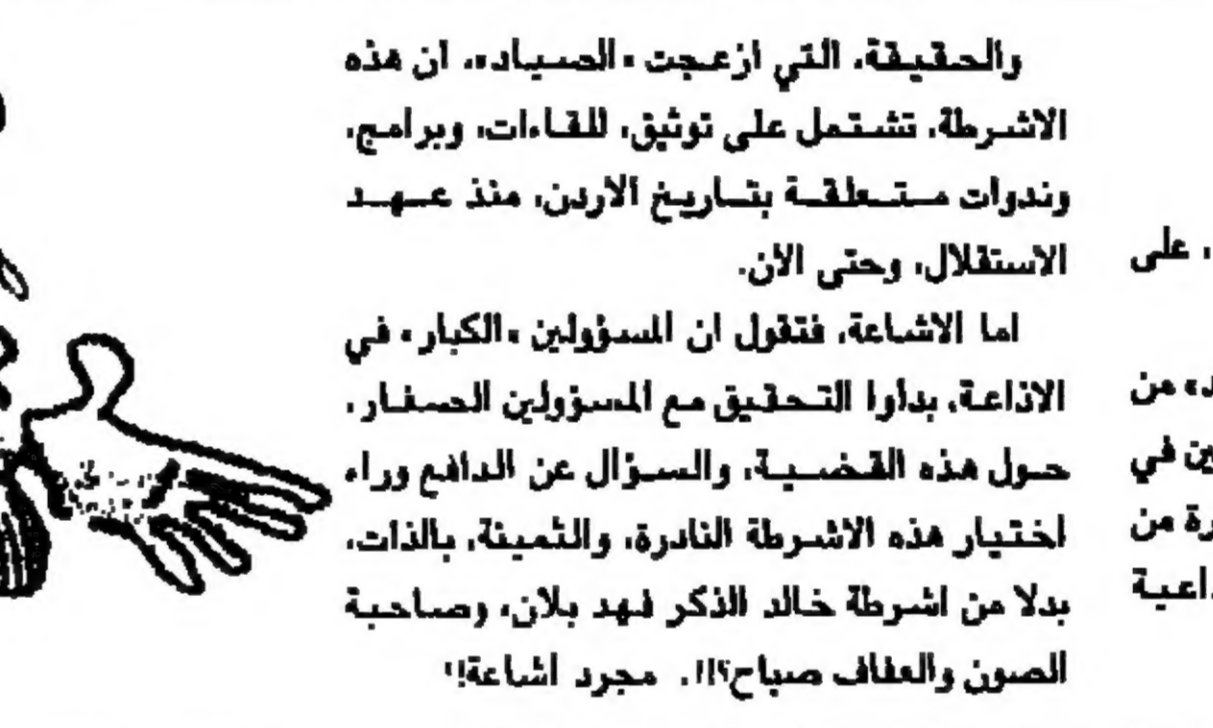 ، على
د» من
ين في
رة من
اعية
والحقيقة، التي ازعجت «الصياد»، ان هذه
الاشرطة، تشتمل على توثيق، للقاءات، وبرامج،
وندوات متعلقة بتاريخ الاردن، منذ عهد
الاستقلال، وحتى الان.
اما الاشاعة، فتقول ان المسؤولين «الكبار» في
الاذاعة، بداوا التحقيق مع المسؤولين الصغار،
حول هذه القضية، والسؤال عن الدافع وراء
اختيار هذه الاشرطة النادرة، والثمينة، بالذات،
بدلا من اشرطة خالد الذكر فهد بلان، وصاحبة
الصون والعفاف صباح؟!!. مجرد اشاعة!!